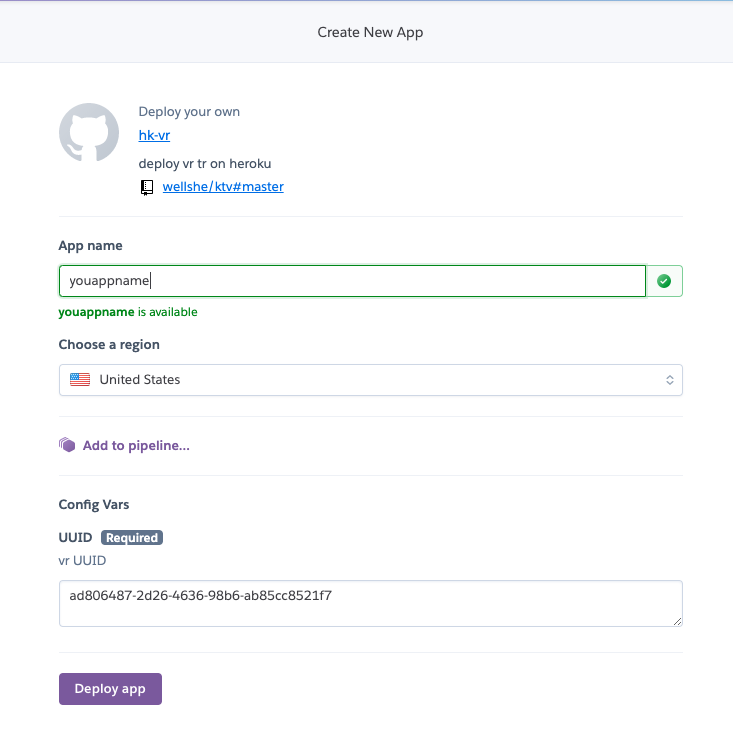 Create New App
Deploy your own
hk-vr
deploy vr tr on heroku
wellshe/ktv#master
App name
youappname
youappname is available
Choose a region
United States
Add to pipeline...
Config Vars
UUID Required
vr UUID
ad806487-2d26-4636-98b6-ab85cc8521f7
Deploy app